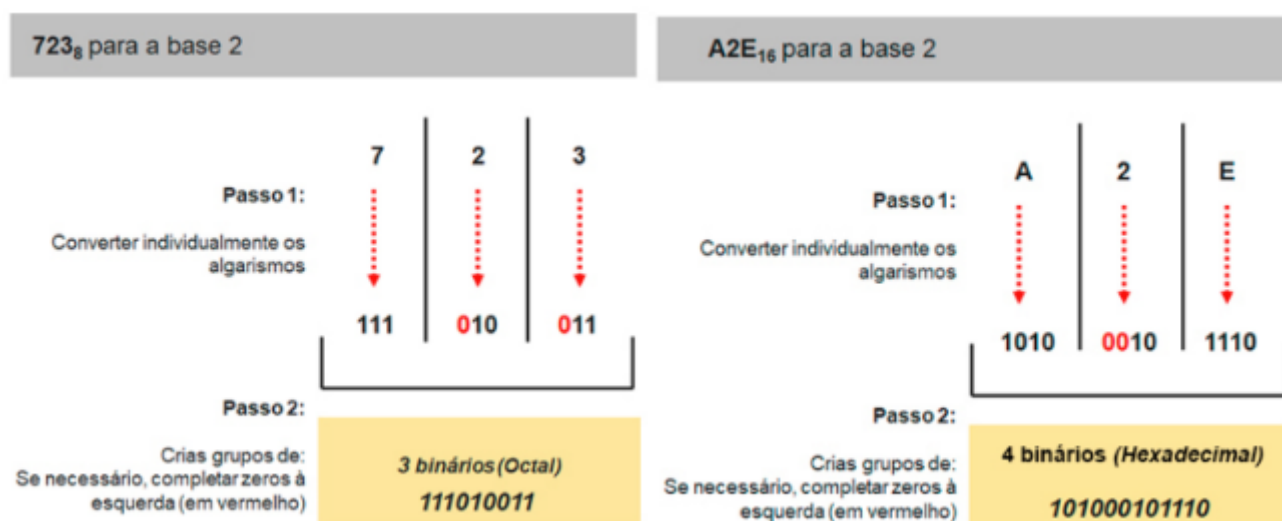 723₈ para a base 2
7 2 3
Passo 1:
Converter individualmente os
algarismos
111 010 011
Passo 2:
Crias grupos de:
Se necessário, completar zeros à
esquerda (em vermelho)
3 binários (Octal)
111010011
A2E₁₆ para a base 2
A 2 E
Passo 1:
Converter individualmente os
algarismos
1010 0010 1110
Passo 2:
Crias grupos de:
Se necessário, completar zeros à
esquerda (em vermelho)
4 binários (Hexadecimal)
101000101110